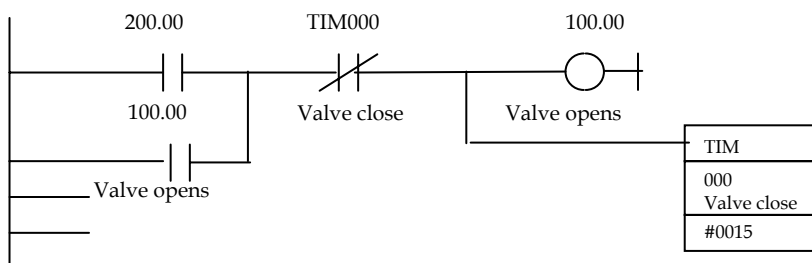 200.00 TIM000 100.00
Valve close Valve opens
100.00
Valve opens
TIM
000
Valve close
#0015